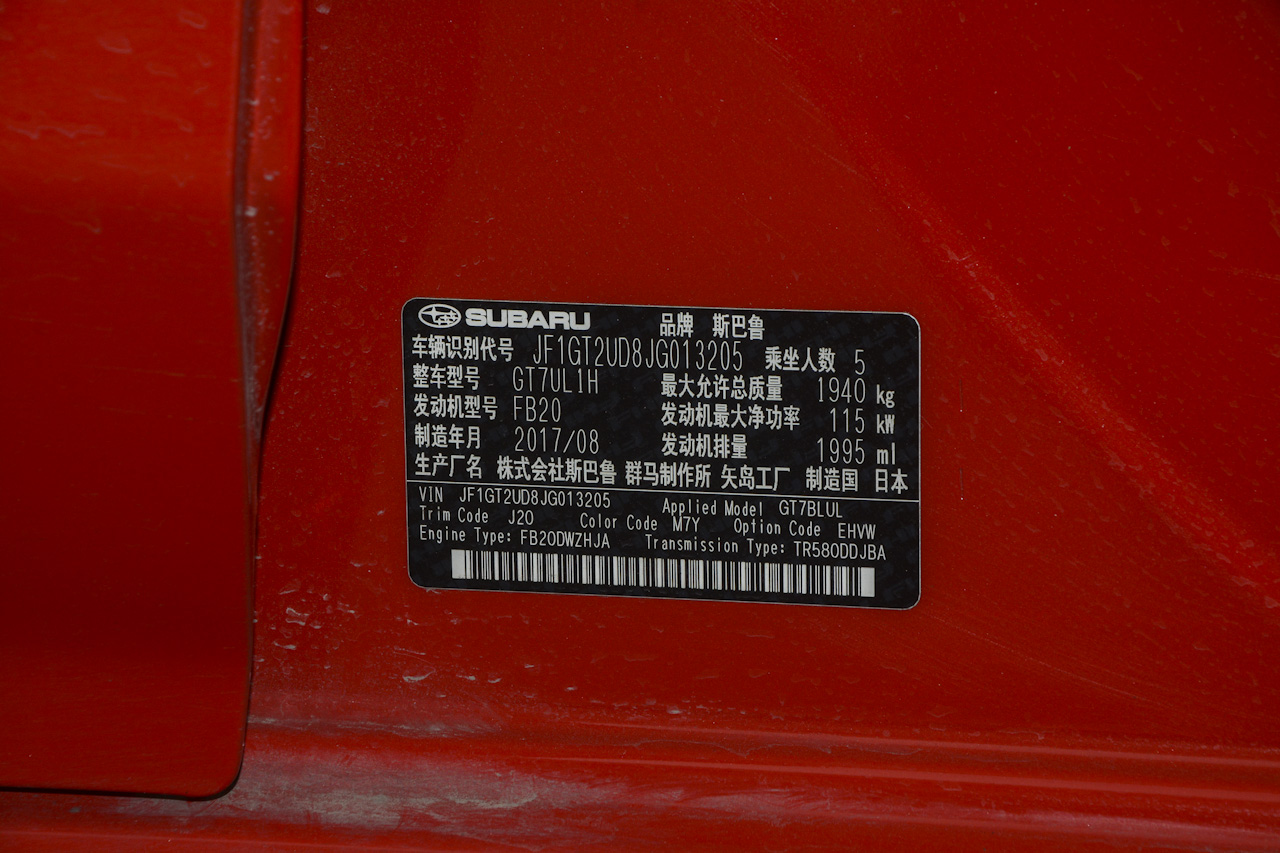 SUBARU 品牌 斯巴鲁
车辆识别代号 JF1GT2UD8JG013205 乘坐人数 5
整车型号 GT7UL1H 最大允许总质量 1940 kg
发动机型号 FB20 发动机最大净功率 115 kW
制造年月 2017/08 发动机排量 1995 ml
生产厂名 株式会社斯巴鲁 群马制作所 矢岛工厂 制造国 日本
VIN JF1GT2UD8JG013205 Applied Model GT7BLUL
Trim Code J20 Color Code M7Y Option Code EHVW
Engine Type: FB20DWZHJA Transmission Type: TR580DDJBA